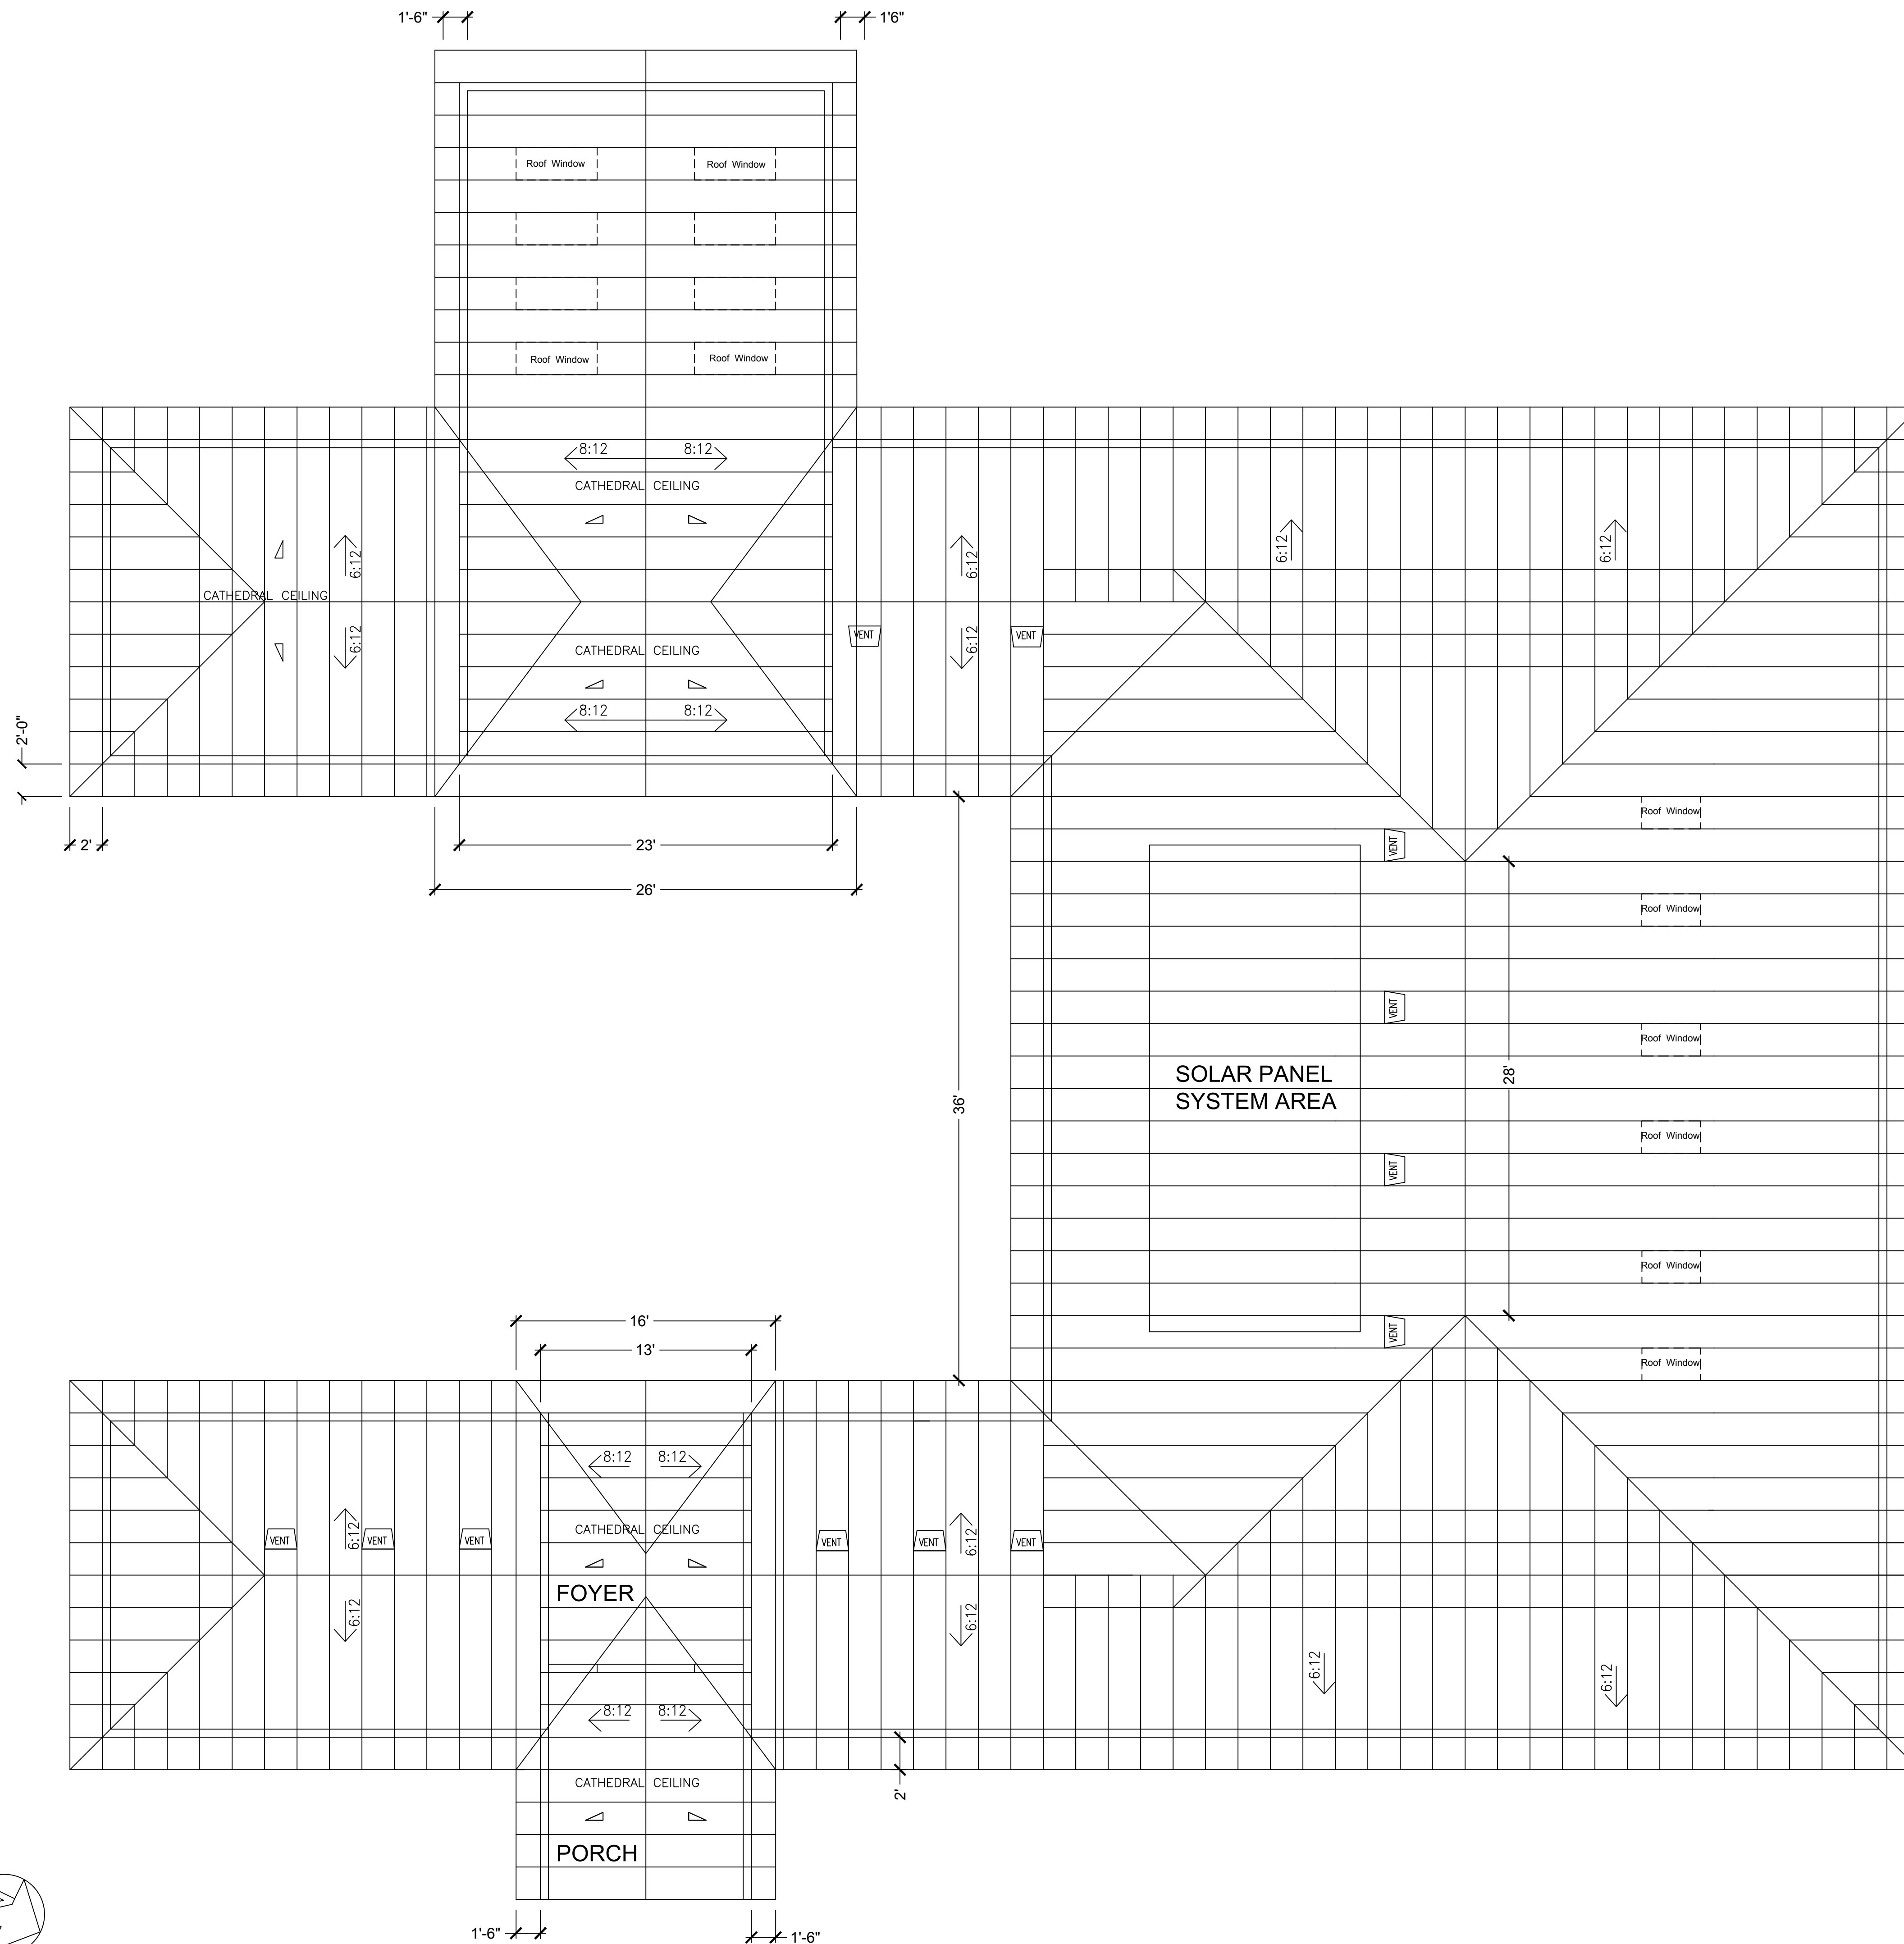 1'-6"
1'6"
Roof Window
Roof Window
Roof Window
Roof Window
8:12
8:12
CATHEDRAL CEILING
6:12
6:12
6:12
6:12
CATHEDRAL CEILING
VENT
VENT
6:12
6:12
CATHEDRAL CEILING
8:12
8:12
2'-0"
2'
23'
26'
Roof Window
VENT
Roof Window
VENT
Roof Window
SOLAR PANEL
SYSTEM AREA
28'
36'
Roof Window
VENT
Roof Window
VENT
Roof Window
16'
13'
8:12
8:12
CATHEDRAL CEILING
VENT
6:12
VENT
VENT
VENT
VENT
6:12
VENT
FOYER
6:12
6:12
6:12
6:12
8:12
8:12
CATHEDRAL CEILING
2'
PORCH
1'-6"
1'-6"